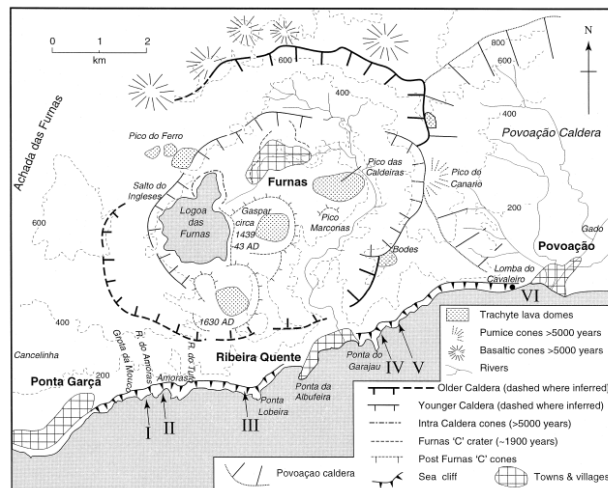 0 1 2
km
N
600
800
600
400
400
Achada das Furnas
Pico do Ferro
Povoação Caldera
Salto do
Ingleses
Furnas
Pico das
Caldeiras
Pico do
Canario
Logoa
das
Furnas
Gaspar
circa
1439
43 AD
Pico
Marconas
200
Gado
600
Bodes
Povoação
Lomba do
Cavaleiro
VI
1630 AD
400
Cancelinha
Grota da Mouco
R. do Amoras
Amoras
R. do Tufo
200
Ribeira Quente
Ponta Garça
Ponta do
Garajau
IV V
Ponta da
Albufeira
Ponta
Lobeira
I
II
III
Trachyte lava domes
Pumice cones >5000 years
Basaltic cones >5000 years
Rivers
Older Caldera (dashed where inferred)
Younger Caldera (dashed where inferred)
Intra Caldera cones (>5000 years)
Furnas 'C' crater (~1900 years)
Post Furnas 'C' cones
Povoaçao caldera
Sea cliff
Towns & villages